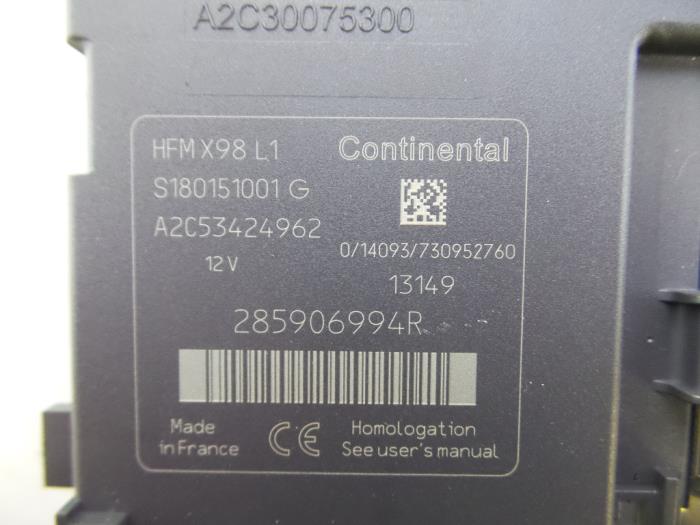 A2C30075300
HFM X98 L1
Continental
S180151001 G
A2C53424962
0/14093/730952760
12 V
13149
285906994R
Made
in France
CE
Homologation
See user's manual